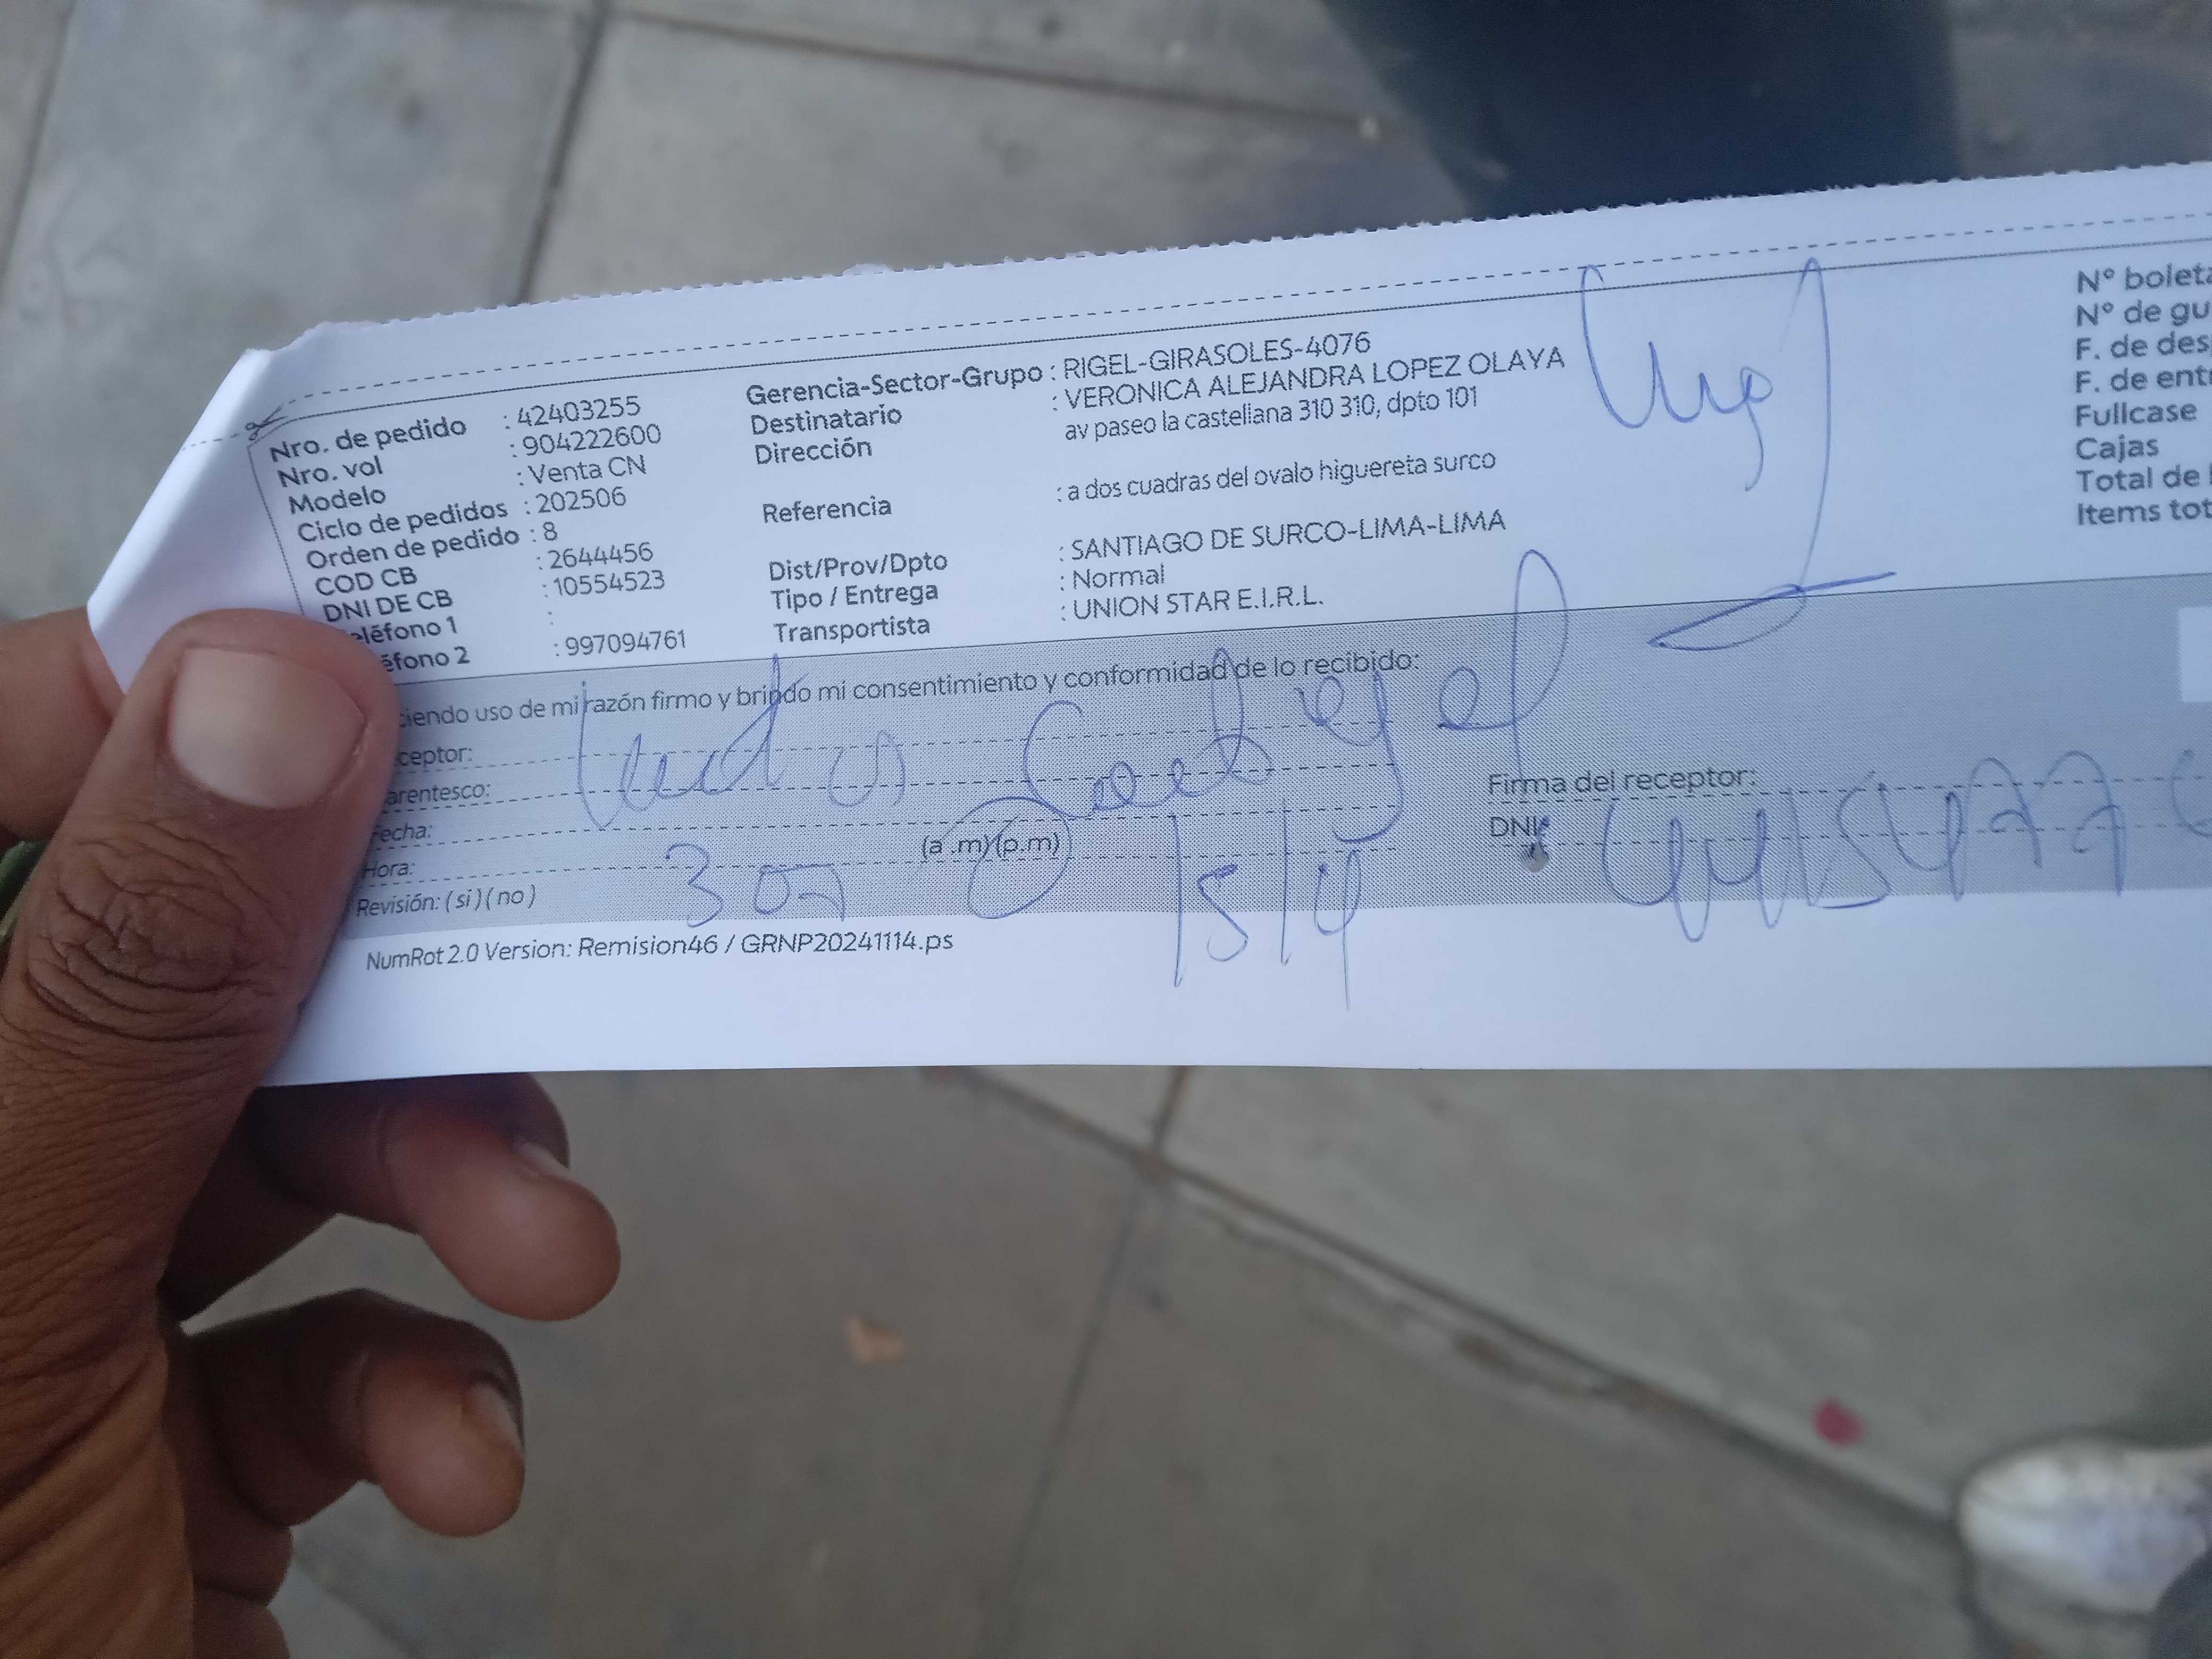 Nro. de pedido : 42403255
Nro. vol : 904222600
Modelo : Venta CN
Ciclo de pedidos : 202506
Orden de pedido : 8
COD CB : 2644456
DNI DE CB : 10554523
eléfono 1 :
éfono 2 : 997094761
Gerencia-Sector-Grupo : RIGEL-GIRASOLES-4076
Destinatario : VERONICA ALEJANDRA LOPEZ OLAYA
Dirección av paseo la castellana 310 310, dpto 101
Referencia : a dos cuadras del ovalo higuereta surco
Dist/Prov/Dpto : SANTIAGO DE SURCO-LIMA-LIMA
Tipo / Entrega : Normal
Transportista : UNION STAR E.I.R.L.
N° boleta
N° de gu
F. de des
F. de ent
Fullcase
Cajas
Total de
Items tot
ciendo uso de mi razón firmo y brindo mi consentimiento y conformidad de lo recibido:
ceptor:
arentesco:
Fecha:
Hora: (a .m)(p.m)
Revisión: ( si ) ( no )
Firma del receptor:
DNI:
NumRot 2.0 Version: Remision46 / GRNP20241114.ps